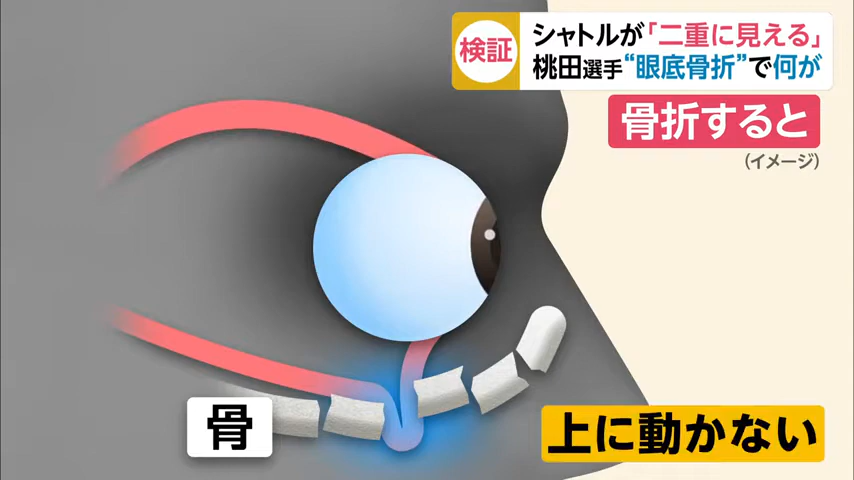 検証
シャトルが「二重に見える」
桃田選手“眼底骨折”で何が
骨折すると
(イメージ)
骨
上に動かない